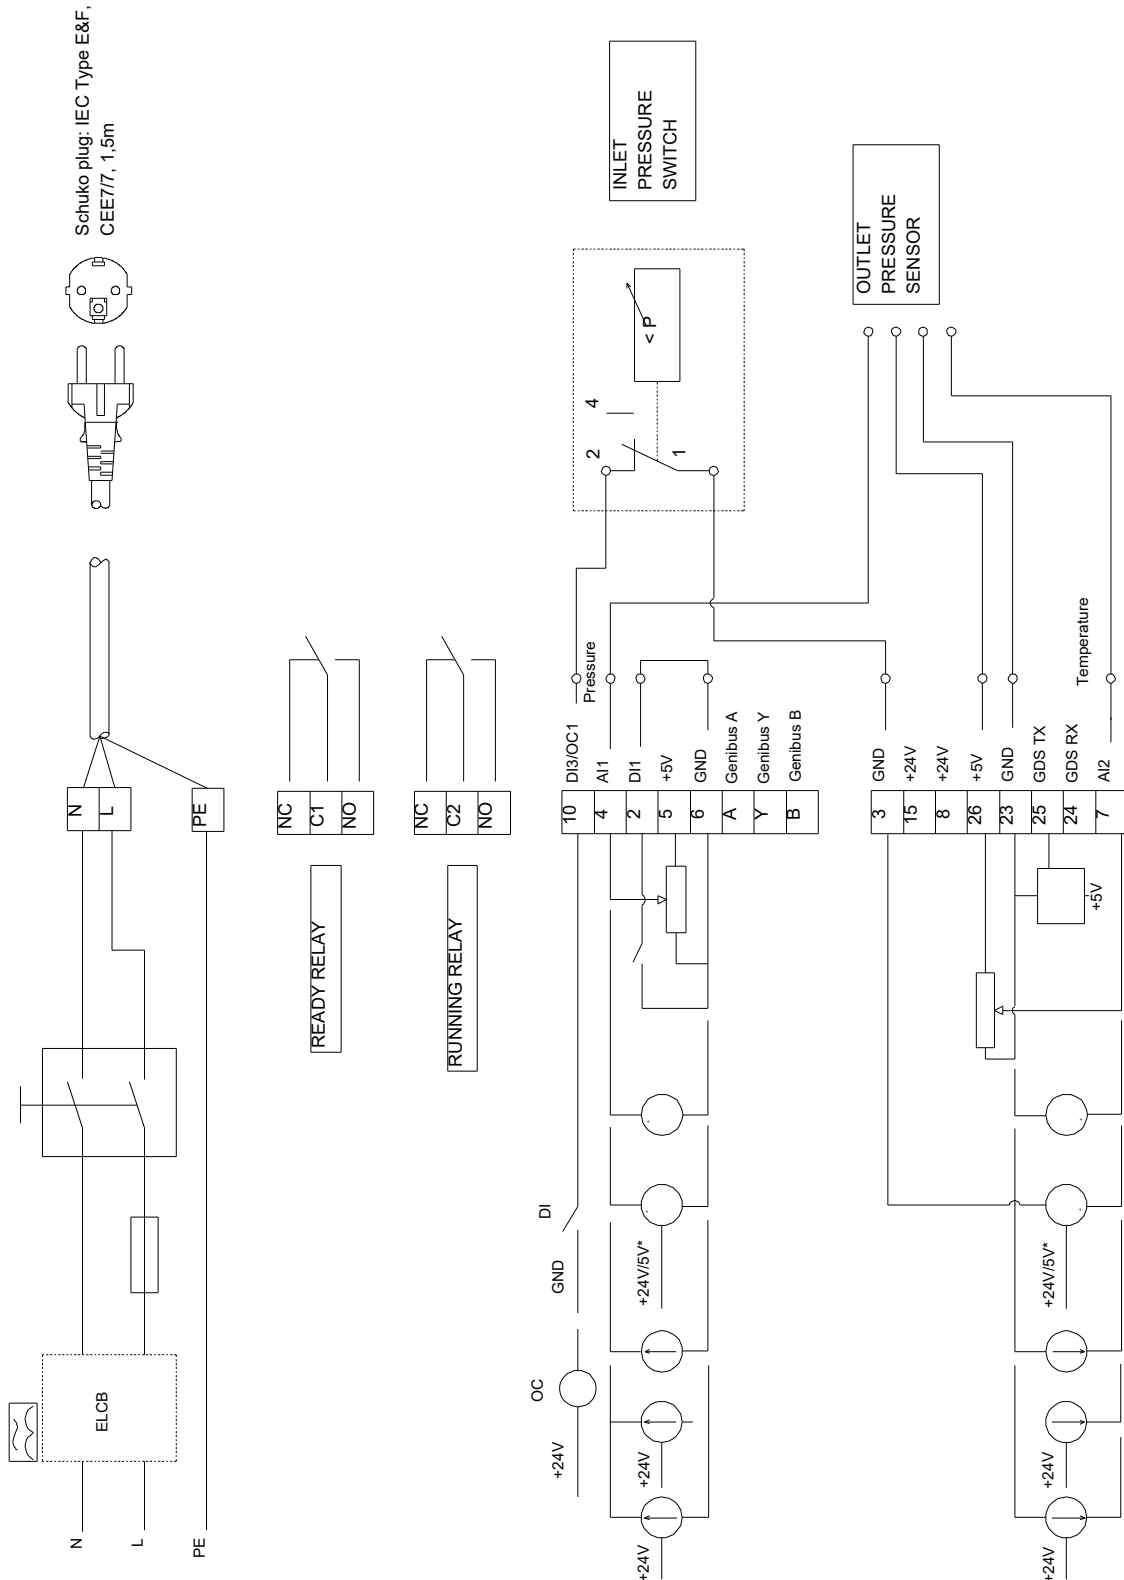 Schuko plug: IEC Type E&F,
CEE7/7, 1,5m
N
L
PE
ELCB
N
L
PE
NC
C1
NO
READY RELAY
NC
C2
NO
RUNNING RELAY
INLET
PRESSURE
SWITCH
< P
4
2
1
OUTLET
PRESSURE
SENSOR
Pressure
Temperature
DI3/OC1
AI1
DI1
+5V
GND
Genibus A
Genibus Y
Genibus B
10
4
2
5
6
A
Y
B
GND
+24V
+24V
+5V
GND
GDS TX
GDS RX
AI2
3
15
8
26
23
25
24
7
+5V
DI
GND
OC
+24V
+24V/5V*
+24V
+24V
+24V/5V*
+24V
+24V